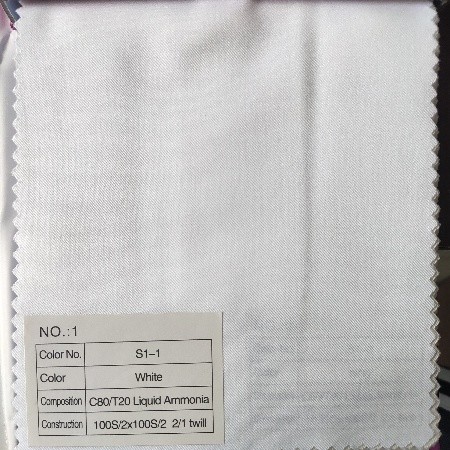 NO.:1
Color No. S1-1
Color White
Composition C80/T20 Liquid Ammonia
Construction 100S/2x100S/2 2/1 twill